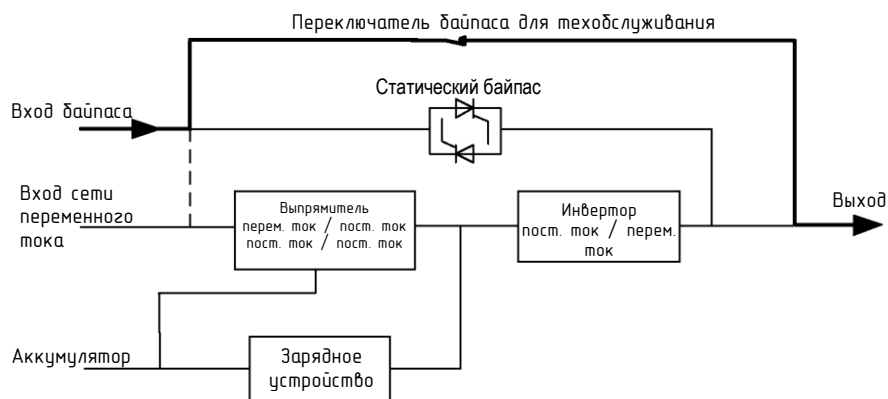 Переключатель байпаса для техобслуживания
Статический байпас
Вход байпаса
Вход сети
переменного
тока
Выпрямитель
перем. ток / пост. ток
пост. ток / пост. ток
Инвертор
пост. ток / перем.
ток
Выход
Аккумулятор
Зарядное
устройство